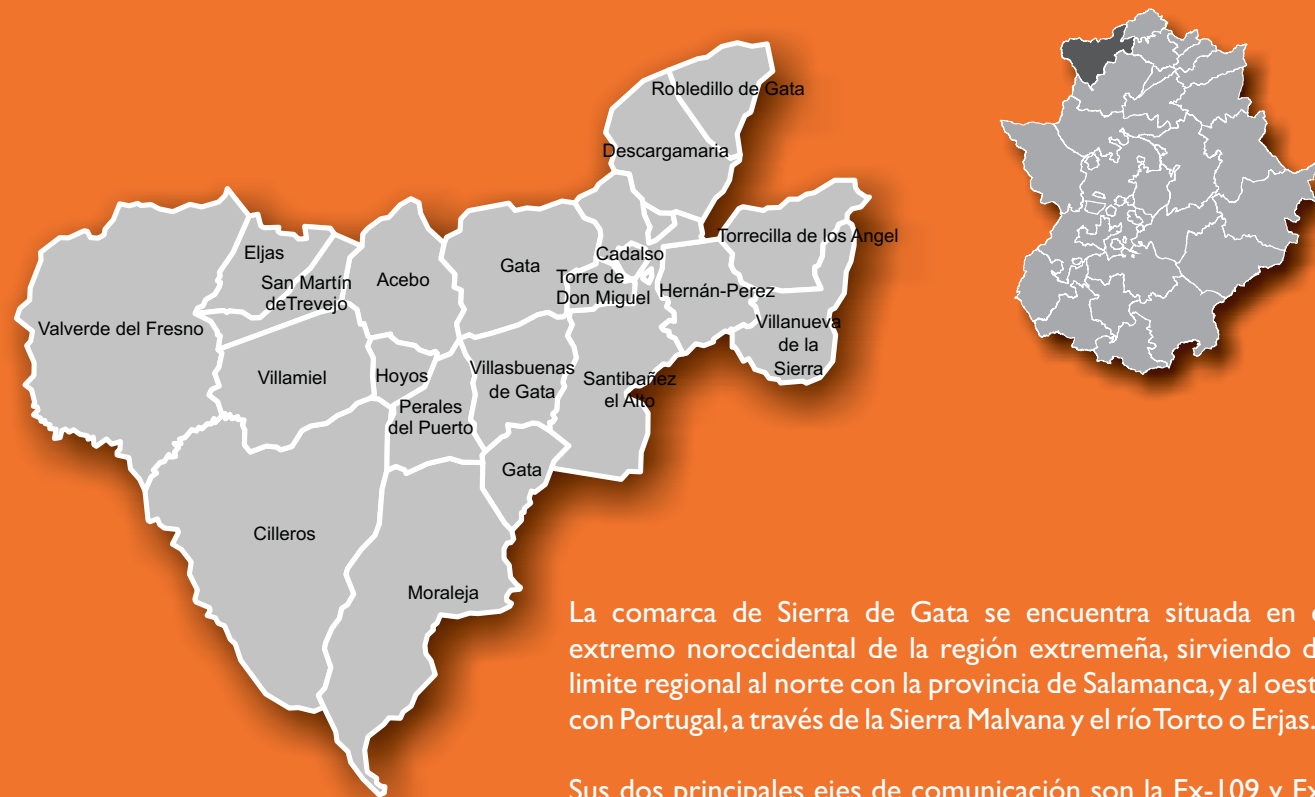 Robledillo de Gata
Descargamaria
Torrecilla de los Angel
Eljas
Cadalso
Gata
San Martín
deTrevejo
Acebo
Torre de
Don Miguel
Hernán-Perez
Valverde del Fresno
Villanueva
de la
Sierra
Villamiel
Hoyos
Villasbuenas
de Gata
Santibañez
el Alto
Perales
del Puerto
Gata
Cilleros
Moraleja
La comarca de Sierra de Gata se encuentra situada en
extremo noroccidental de la región extremeña, sirviendo
limite regional al norte con la provincia de Salamanca, y al oest
con Portugal, a través de la Sierra Malvana y el río Torto o Erjas.
Sus dos principales ejes de comunicación son la Ex-109 y